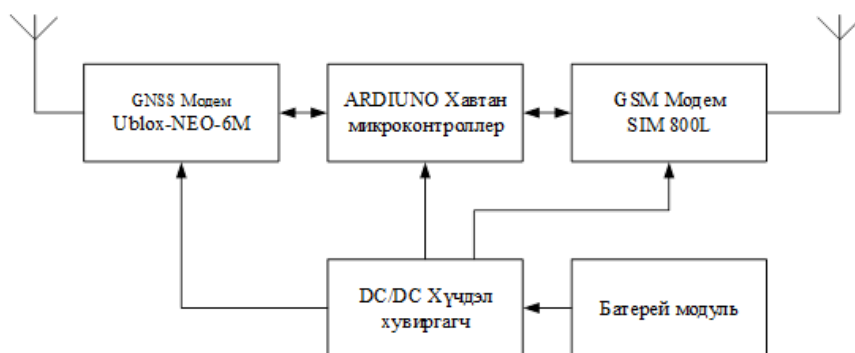 GNSS Модем
Ublox-NEO-6M
ARDIUNO Хавтан
микроконтроллер
GSM Модем
SIM 800L
DC/DC Хүчдэл
хувиргагч
Батерей модуль